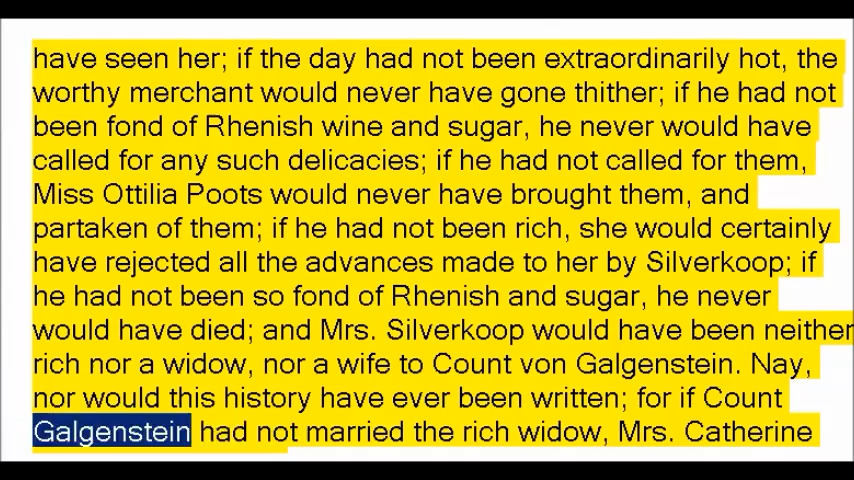 have seen her; if the day had not been extraordinarily hot, the
worthy merchant would never have gone thither; if he had not
been fond of Rhenish wine and sugar, he never would have
called for any such delicacies; if he had not called for them,
Miss Ottilia Poots would never have brought them, and
partaken of them; if he had not been rich, she would certainly
have rejected all the advances made to her by Silverkoop; if
he had not been so fond of Rhenish and sugar, he never
would have died; and Mrs. Silverkoop would have been neither
rich nor a widow, nor a wife to Count von Galgenstein. Nay,
nor would this history have ever been written; for if Count
Galgenstein had not married the rich widow, Mrs. Catherine